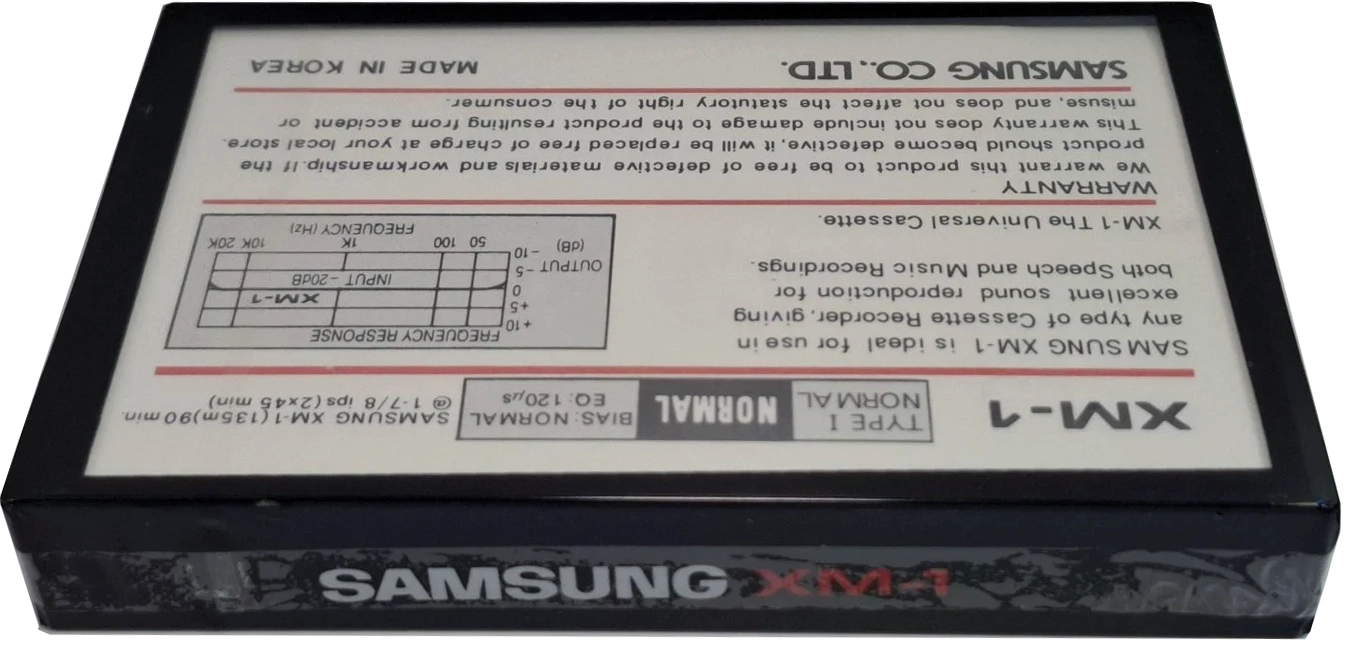 XM-1
TYPE I
NORMAL
NORMAL
BIAS: NORMAL
EQ: 120µs
SAMSUNG XM-1(135m)90min.
@ 1-7/8 ips (2x45 min)
SAMSUNG XM-1 is ideal for use in
any type of Cassette Recorder, giving
excellent sound reproduction for
both Speech and Music Recordings.
XM-1 The Universal Cassette.
FREQUENCY RESPONSE
+10
+5
0
-5
-10
OUTPUT
(dB)
XM-1
INPUT -20dB
50 100 1K 10K 20K
FREQUENCY (Hz)
WARRANTY
We warrant this product to be free of defective materials and workmanship. If the
product should become defective, it will be replaced free of charge at your local store.
This warranty does not include damage to the product resulting from accident or
misuse, and does not affect the statutory right of the consumer.
SAMSUNG CO., LTD. MADE IN KOREA
SAMSUNG XM-1